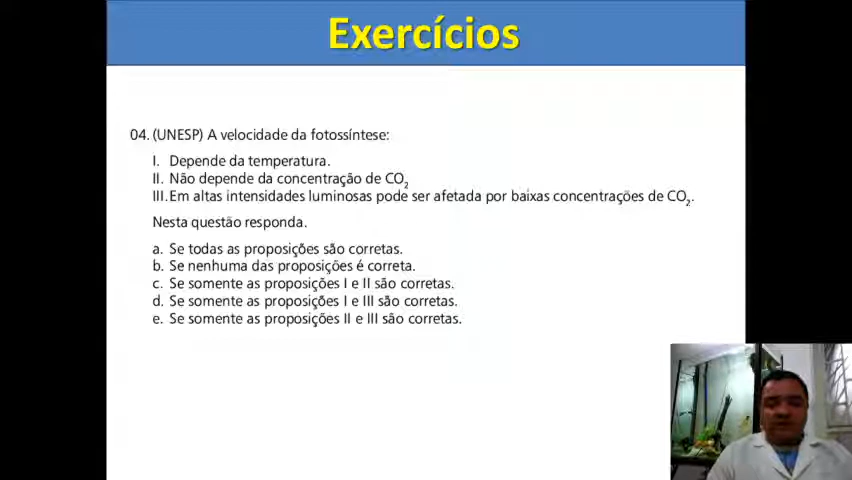 Exercícios
04. (UNESP) A velocidade da fotossíntese:
I. Depende da temperatura.
II. Não depende da concentração de CO₂
III. Em altas intensidades luminosas pode ser afetada por baixas concentrações de CO₂.
Nesta questão responda.
a. Se todas as proposições são corretas.
b. Se nenhuma das proposições é correta.
c. Se somente as proposições I e II são corretas.
d. Se somente as proposições I e III são corretas.
e. Se somente as proposições II e III são corretas.